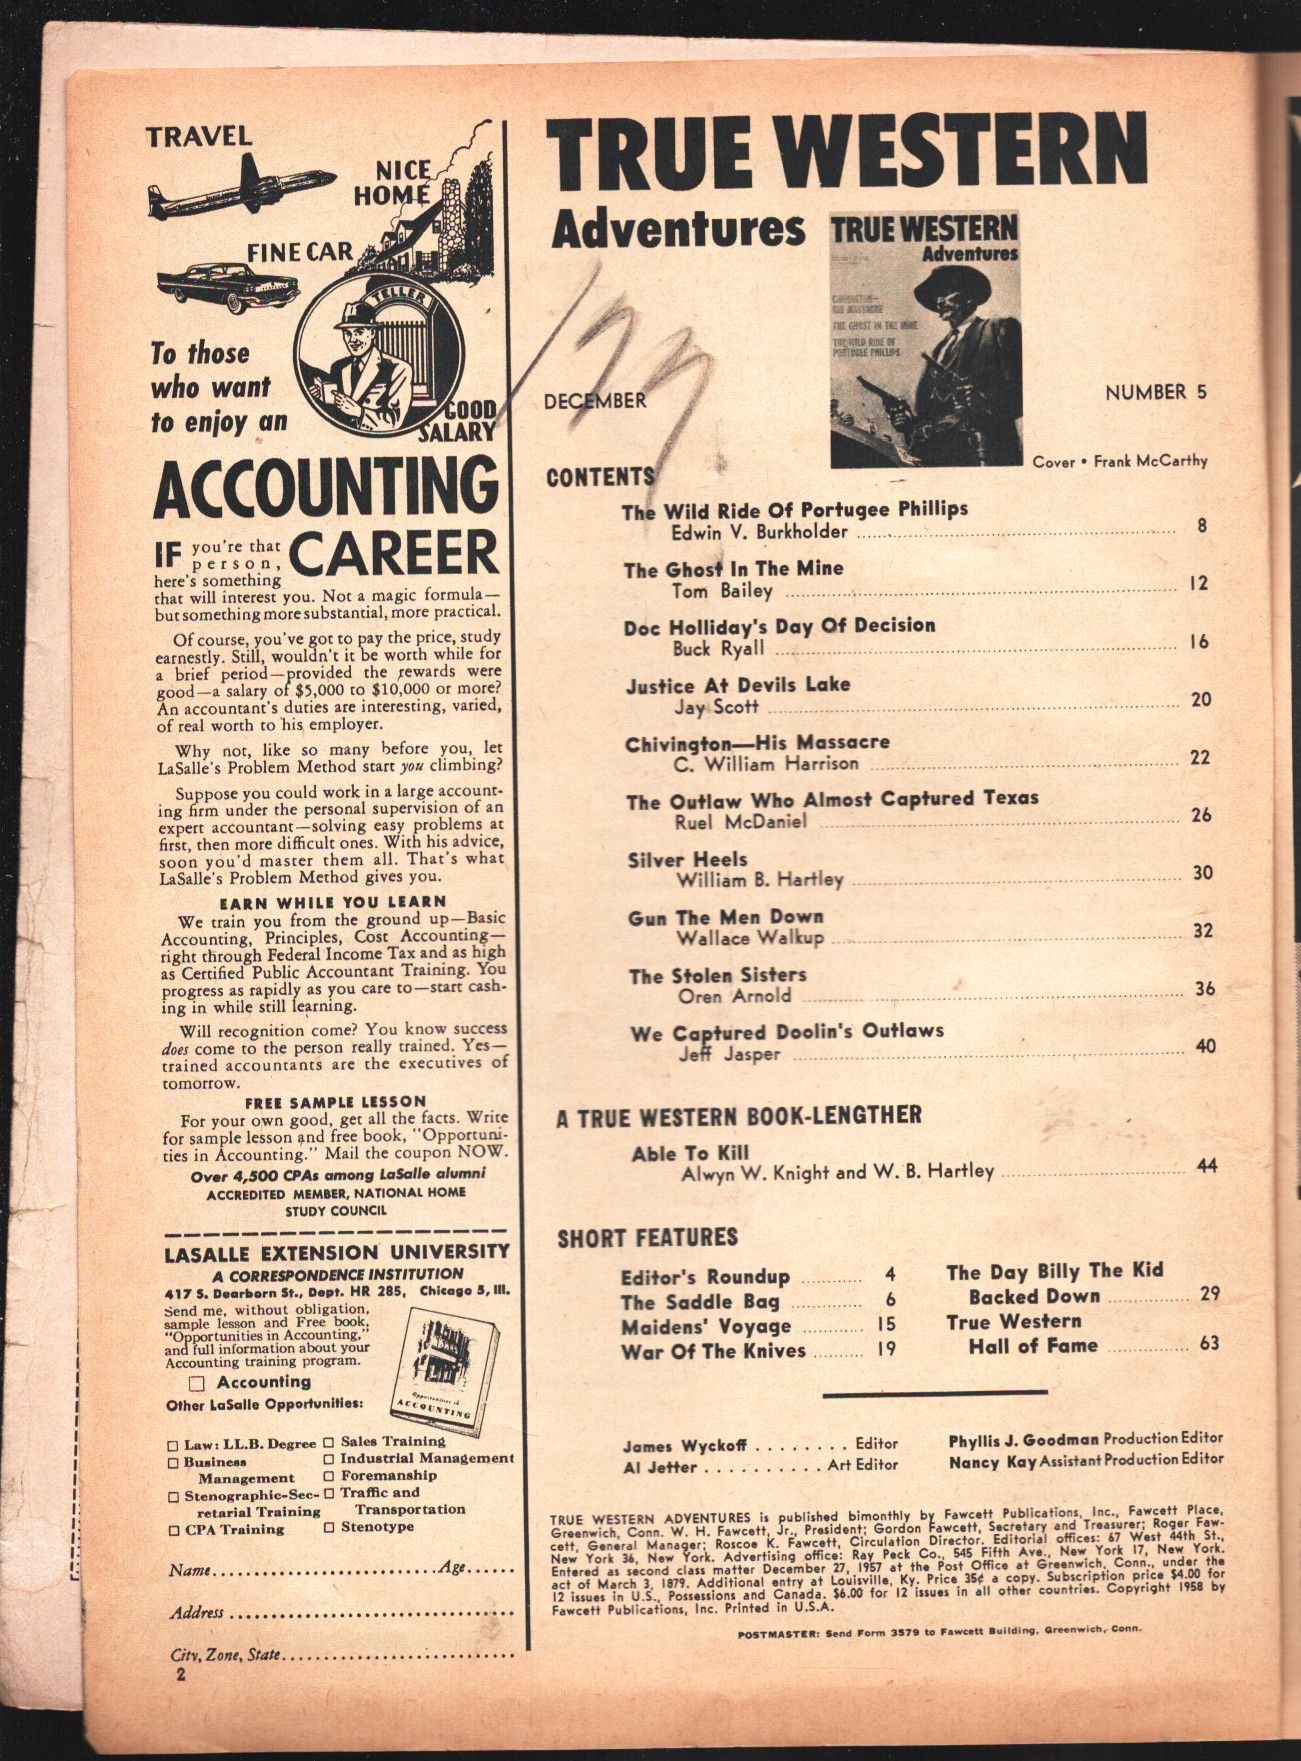 TRAVEL
NICE
HOME
FINE CAR
TELLER
To those
who want
to enjoy an
GOOD
SALARY
ACCOUNTING
CAREER
IF you're that
person,
here's something
that will interest you. Not a magic formula—
but something more substantial, more practical.
Of course, you've got to pay the price, study
earnestly. Still, wouldn't it be worth while for
a brief period—provided the rewards were
good—a salary of $5,000 to $10,000 or more?
An accountant's duties are interesting, varied,
of real worth to his employer.
Why not, like so many before you, let
LaSalle's Problem Method start you climbing?
Suppose you could work in a large account-
ing firm under the personal supervision of an
expert accountant—solving easy problems at
first, then more difficult ones. With his advice,
soon you'd master them all. That's what
LaSalle's Problem Method gives you.
EARN WHILE YOU LEARN
We train you from the ground up—Basic
Accounting, Principles, Cost Accounting—
right through Federal Income Tax and as high
as Certified Public Accountant Training. You
progress as rapidly as you care to—start cash-
ing in while still learning.
Will recognition come? You know success
does come to the person really trained. Yes—
trained accountants are the executives of
tomorrow.
FREE SAMPLE LESSON
For your own good, get all the facts. Write
for sample lesson and free book, "Opportuni-
ties in Accounting." Mail the coupon NOW.
Over 4,500 CPAs among LaSalle alumni
ACCREDITED MEMBER, NATIONAL HOME
STUDY COUNCIL
LASALLE EXTENSION UNIVERSITY
A CORRESPONDENCE INSTITUTION
417 S. Dearborn St., Dept. HR 285, Chicago 5, Ill.
Send me, without obligation,
sample lesson and Free book,
"Opportunities in Accounting,"
and full information about your
Accounting training program.
Opportunities in
ACCOUNTING
☐ Accounting
Other LaSalle Opportunities:
☐ Law: LL.B. Degree ☐ Sales Training
☐ Business ☐ Industrial Management
Management ☐ Foremanship
☐ Stenographic-Sec- ☐ Traffic and
retarial Training Transportation
☐ CPA Training ☐ Stenotype
Name............................Age......
Address...................................
City, Zone, State............................
2
TRUE WESTERN
Adventures
TRUE WESTERN
Adventures
CHIVINGTON—
HIS MASSACRE
THE GHOST IN THE MINE
THE WILD RIDE OF
PORTUGEE PHILLIPS
177
DECEMBER
NUMBER 5
Cover • Frank McCarthy
CONTENTS
The Wild Ride Of Portugee Phillips
Edwin V. Burkholder ........ 8
The Ghost In The Mine
Tom Bailey ........ 12
Doc Holliday's Day Of Decision
Buck Ryall ........ 16
Justice At Devils Lake
Jay Scott ........ 20
Chivington—His Massacre
C. William Harrison ........ 22
The Outlaw Who Almost Captured Texas
Ruel McDaniel ........ 26
Silver Heels
William B. Hartley ........ 30
Gun The Men Down
Wallace Walkup ........ 32
The Stolen Sisters
Oren Arnold ........ 36
We Captured Doolin's Outlaws
Jeff Jasper ........ 40
A TRUE WESTERN BOOK-LENGTHER
Able To Kill
Alwyn W. Knight and W. B. Hartley ........ 44
SHORT FEATURES
Editor's Roundup ............ 4
The Saddle Bag ............. 6
Maidens' Voyage ............ 15
War Of The Knives .......... 19
The Day Billy The Kid
Backed Down ................ 29
True Western
Hall of Fame ................ 63
James Wyckoff . . . . . . . . Editor
Al Jetter . . . . . . . . . . Art Editor
Phyllis J. Goodman Production Editor
Nancy Kay Assistant Production Editor
TRUE WESTERN ADVENTURES is published bimonthly by Fawcett Publications, Inc., Fawcett Place,
Greenwich, Conn. W. H. Fawcett, Jr., President; Gordon Fawcett, Secretary and Treasurer; Roger Faw-
cett, General Manager; Roscoe K. Fawcett, Circulation Director. Editorial offices: 67 West 44th St.,
New York 36, New York. Advertising office: Ray Peck Co., 545 Fifth Ave., New York 17, New York.
Entered as second class matter December 27, 1957 at the Post Office at Greenwich, Conn., under the
act of March 3, 1879. Additional entry at Louisville, Ky. Price 35¢ a copy. Subscription price $4.00 for
12 issues in U.S., Possessions and Canada. $6.00 for 12 issues in all other countries. Copyright 1958 by
Fawcett Publications, Inc. Printed in U.S.A.
POSTMASTER: Send Form 3579 to Fawcett Building, Greenwich, Conn.